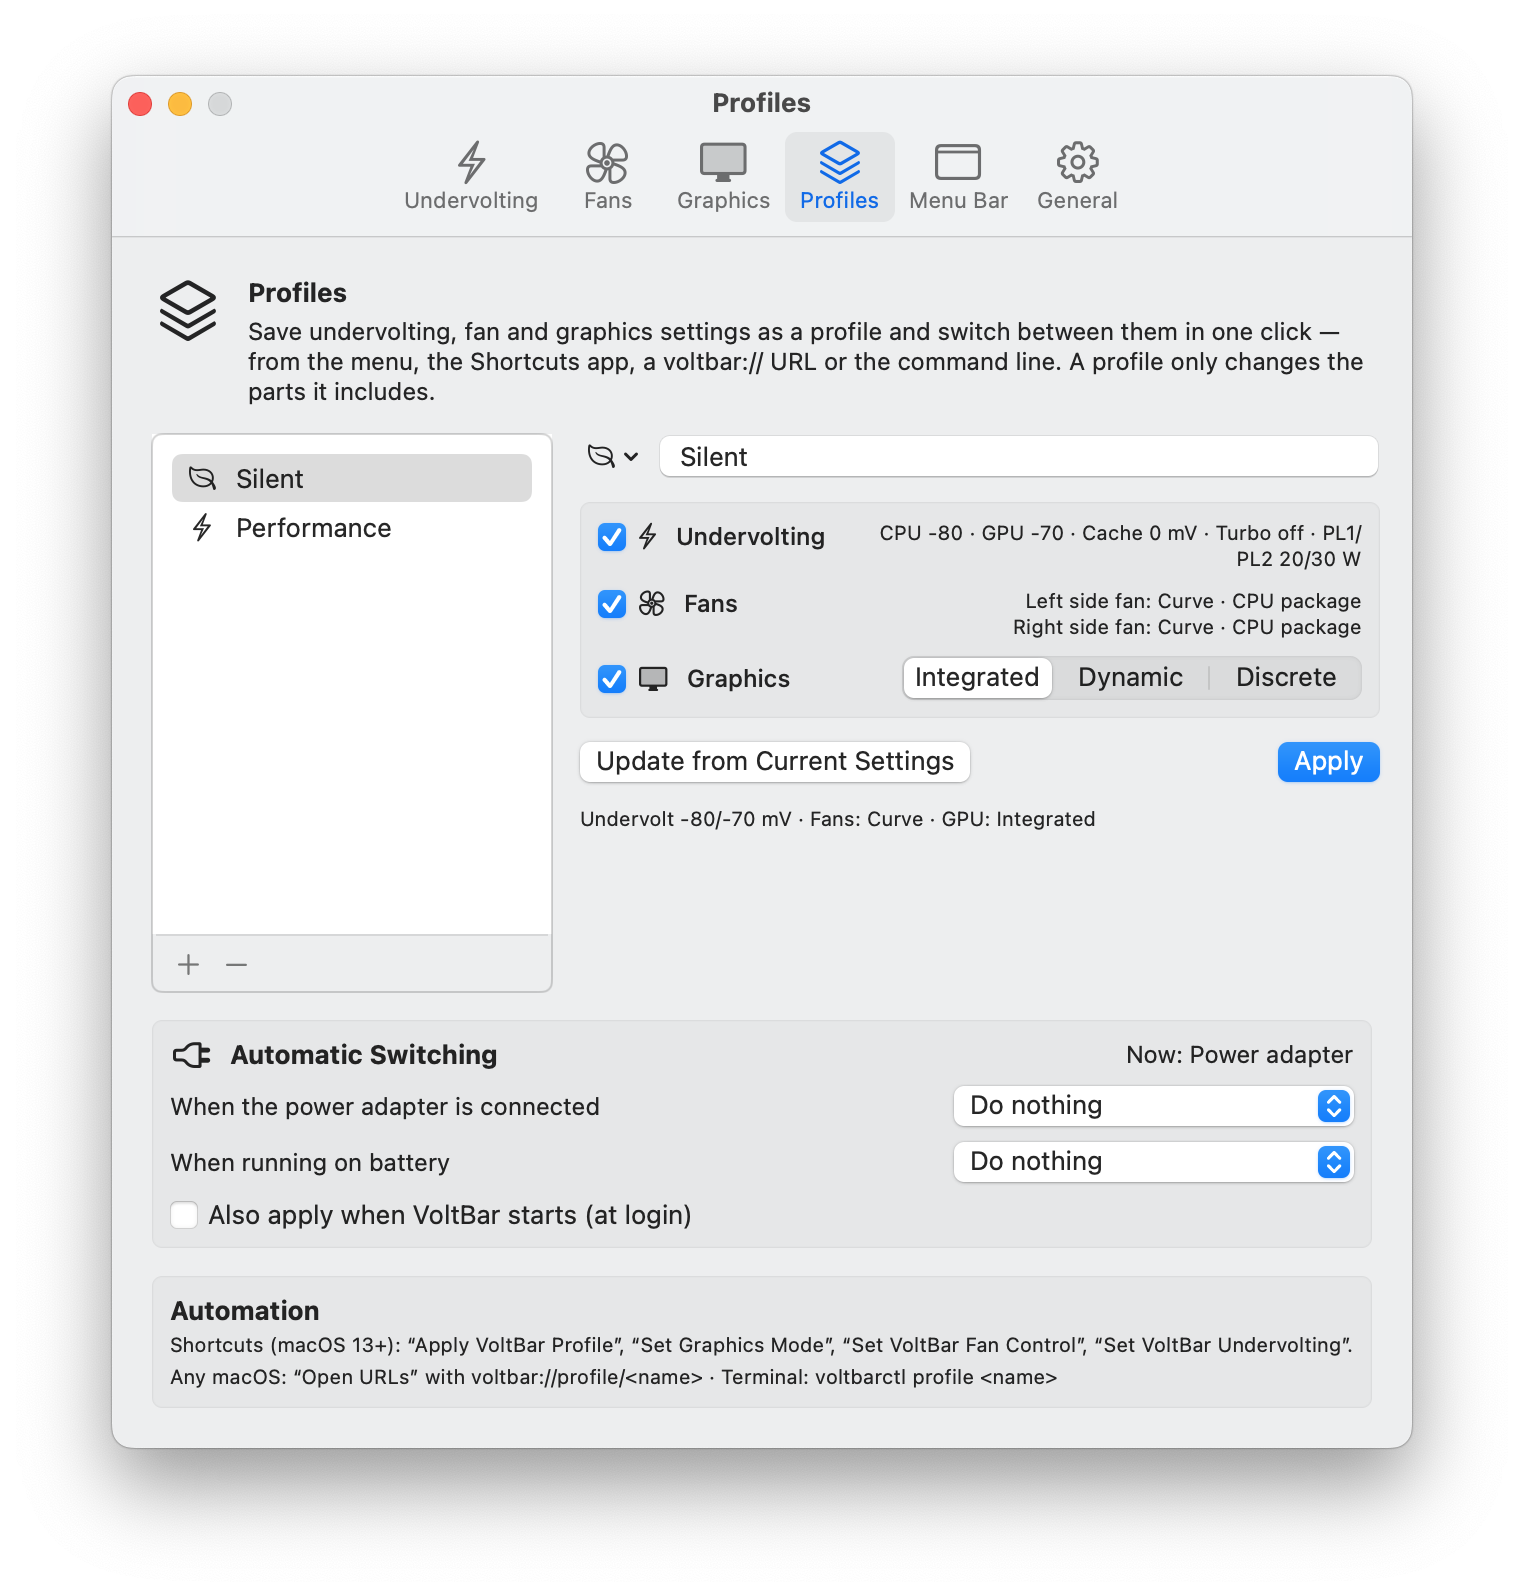 Profiles
Undervolting
Fans
Graphics
Profiles
Menu Bar
General
Profiles
Save undervolting, fan and graphics settings as a profile and switch between them in one click —
from the menu, the Shortcuts app, a voltbar:// URL or the command line. A profile only changes the
parts it includes.
Silent
Performance
Silent
Undervolting
CPU -80 · GPU -70 · Cache 0 mV · Turbo off · PL1/
PL2 20/30 W
Fans
Left side fan: Curve · CPU package
Right side fan: Curve · CPU package
Graphics
Integrated
Dynamic
Discrete
Update from Current Settings
Apply
Undervolt -80/-70 mV · Fans: Curve · GPU: Integrated
Automatic Switching
Now: Power adapter
When the power adapter is connected
Do nothing
When running on battery
Do nothing
Also apply when VoltBar starts (at login)
Automation
Shortcuts (macOS 13+): “Apply VoltBar Profile”, “Set Graphics Mode”, “Set VoltBar Fan Control”, “Set VoltBar Undervolting”.
Any macOS: “Open URLs” with voltbar://profile/<name> · Terminal: voltbarctl profile <name>